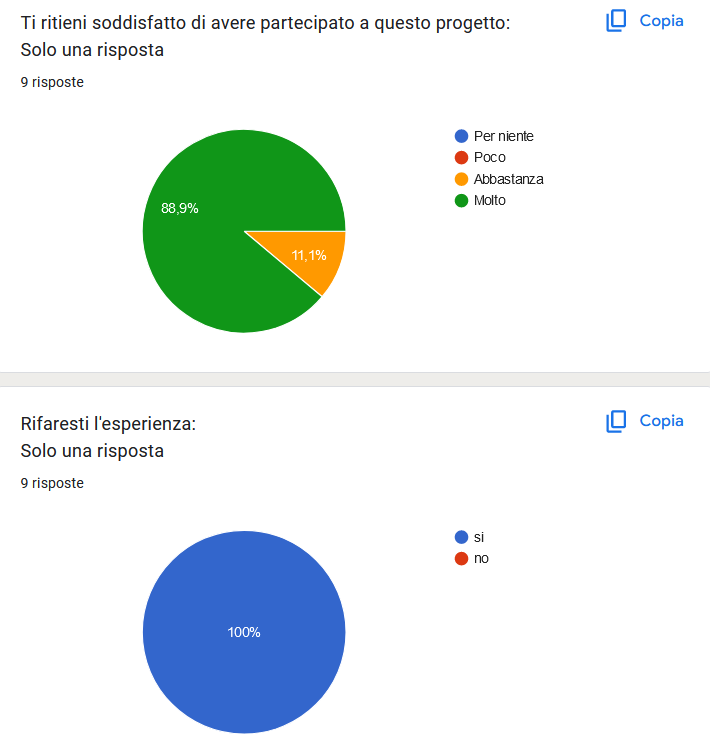 Ti ritieni soddisfatto di avere partecipato a questo progetto:
Copia
Solo una risposta
9 risposte
Per niente
Poco
Abbastanza
Molto
88,9%
11,1%
Rifaresti l'esperienza:
Copia
Solo una risposta
9 risposte
si
no
100%